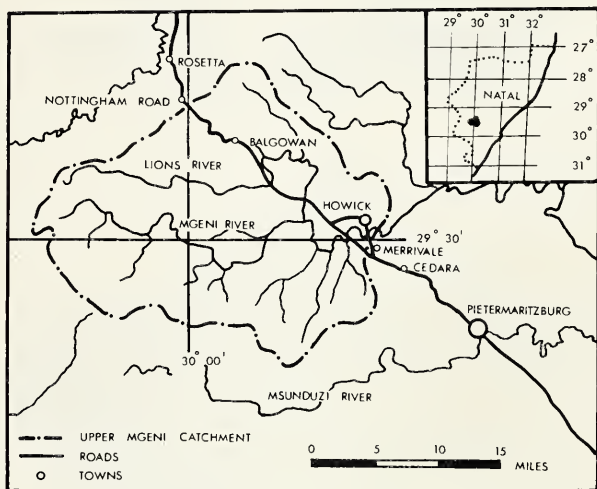 29° 30° 31° 32°
27°
28°
NATAL
29°
30°
31°
ROSETTA
NOTTINGHAM ROAD
BALGOWAN
LIONS RIVER
HOWICK
MGENI RIVER
29° 30'
MERRIVALE
CEDARA
PIETERMARITZBURG
30° 00'
MSUNDUZI RIVER
UPPER MGENI CATCHMENT
ROADS
TOWNS
0 5 10 15
MILES